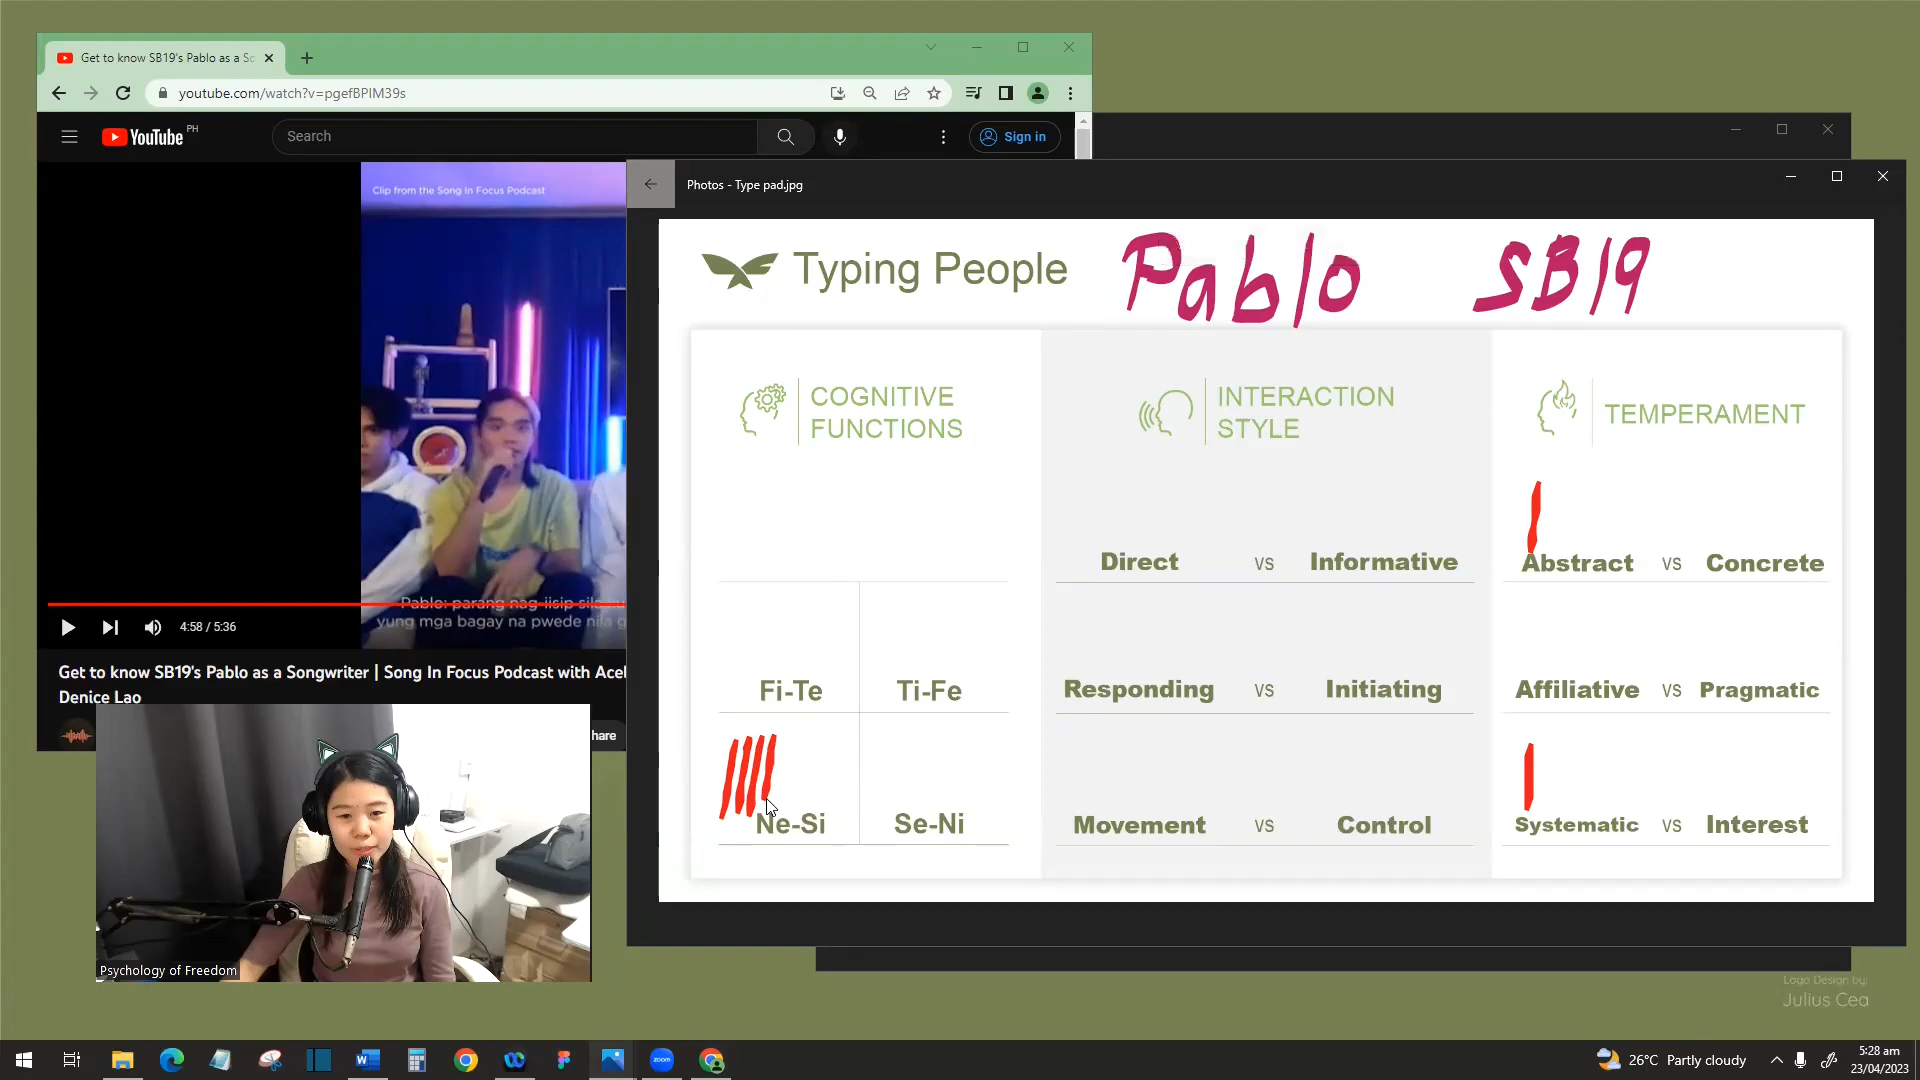 Get to know SB19's Pablo as a So
youtube.com/watch?v=pgefBPlM39s
YouTube PH
Search
Sign in
Clip from the Song In Focus Podcast
Pablo: parang nag-iisip sila
yung mga bagay na pwede nila g
4:58 / 5:36
Get to know SB19's Pablo as a Songwriter | Song In Focus Podcast with Acel
Denice Lao
hare
Psychology of Freedom
Photos - Type pad.jpg
Typing People Pablo SB19
COGNITIVE
FUNCTIONS
Fi-Te Ti-Fe
Ne-Si Se-Ni
INTERACTION
STYLE
Direct vs Informative
Responding vs Initiating
Movement vs Control
TEMPERAMENT
Abstract vs Concrete
Affiliative vs Pragmatic
Systematic vs Interest
Logo Design by:
Julius Cea
zoom
26°C Partly cloudy
5:28 am
23/04/2023